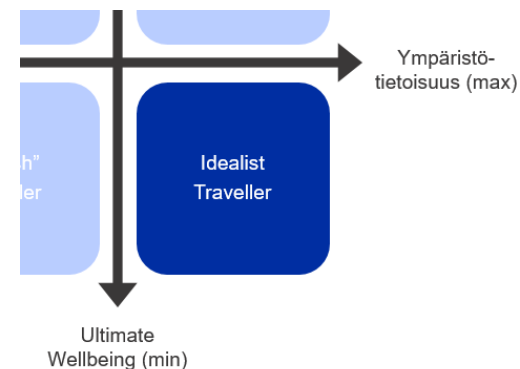 Ympäristö-
tietoisuus (max)
Idealist
Traveller
Ultimate
Wellbeing (min)